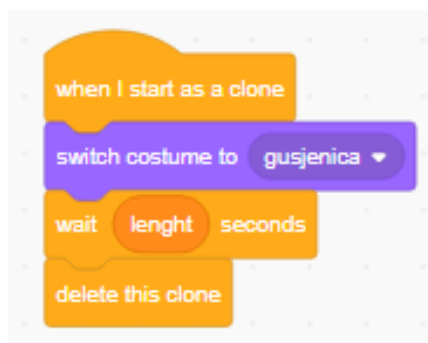 when I start as a clone
switch costume to gusjenica
wait lenght seconds
delete this clone